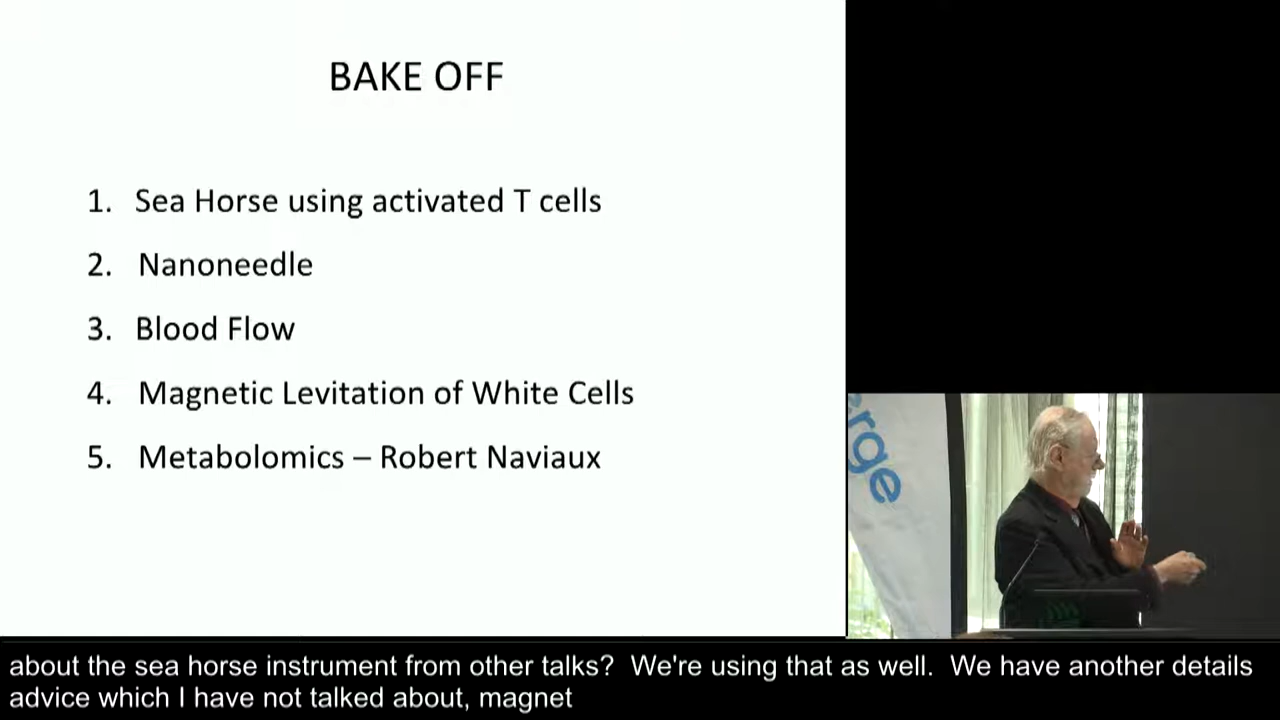 BAKE OFF
1. Sea Horse using activated T cells
2. Nanoneedle
3. Blood Flow
4. Magnetic Levitation of White Cells
5. Metabolomics – Robert Naviaux
erge
about the sea horse instrument from other talks? We're using that as well. We have another details
advice which I have not talked about, magnet